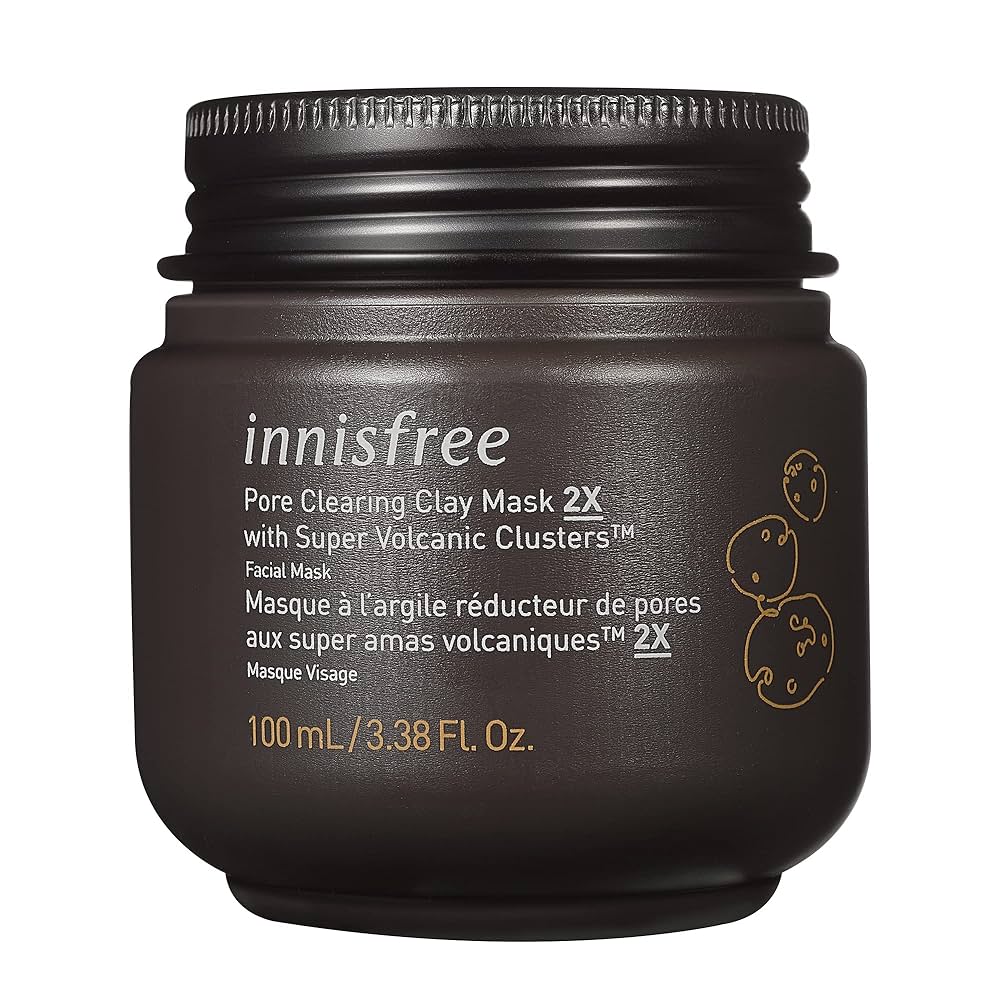 innisfree
Pore Clearing Clay Mask 2X
with Super Volcanic Clusters™
Facial Mask
Masque à l'argile réducteur de pores
aux super amas volcaniques™ 2X
Masque Visage
100 mL/3.38 Fl. Oz.